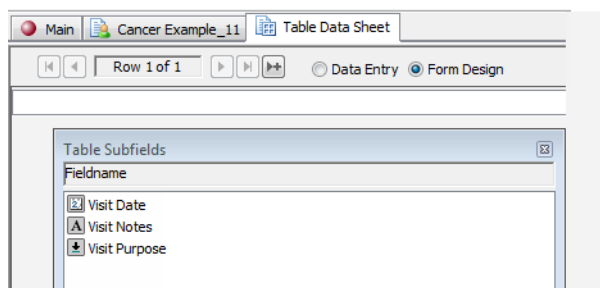 Main Cancer Example_11 Table Data Sheet
Row 1 of 1 Data Entry Form Design
Table Subfields
Fieldname
Visit Date
A Visit Notes
Visit Purpose